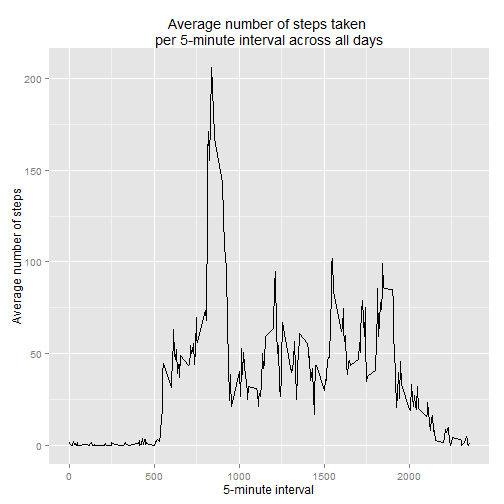 Average number of steps taken
per 5-minute interval across all days
Average number of steps
200
150
100
50
0
0
500
1000
1500
2000
5-minute interval